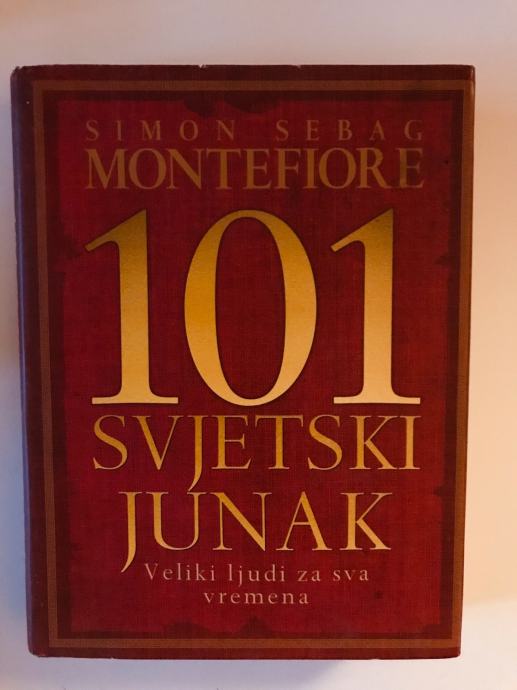 SIMON SEBAG
MONTEFIORE
101
SVJETSKI
JUNAK
Veliki ljudi za sva
vremena